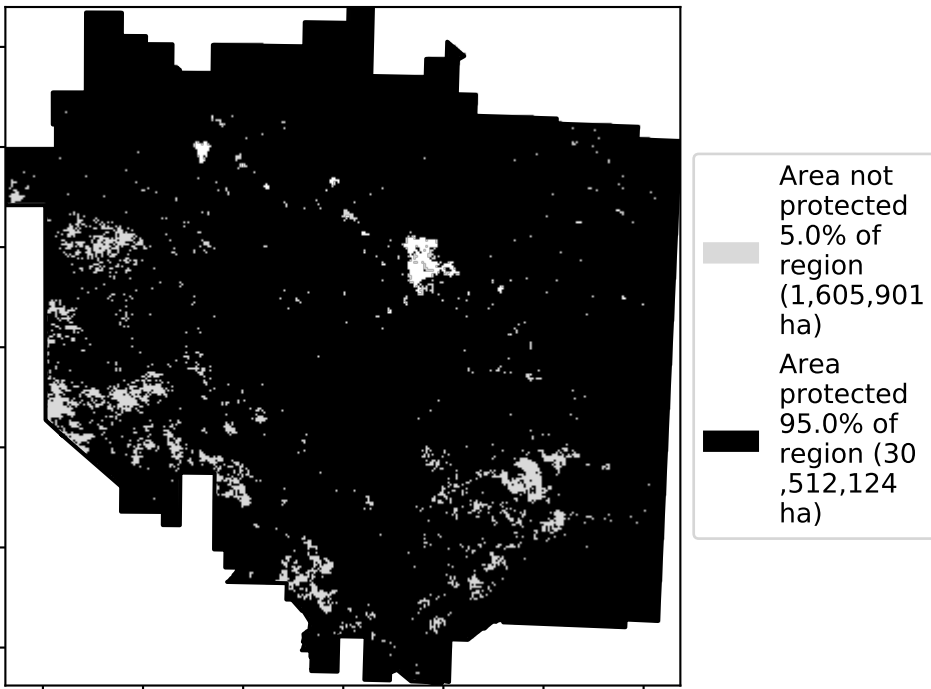 Area not
protected
5.0% of
region
(1,605,901
ha)
Area
protected
95.0% of
region (30
,512,124
ha)